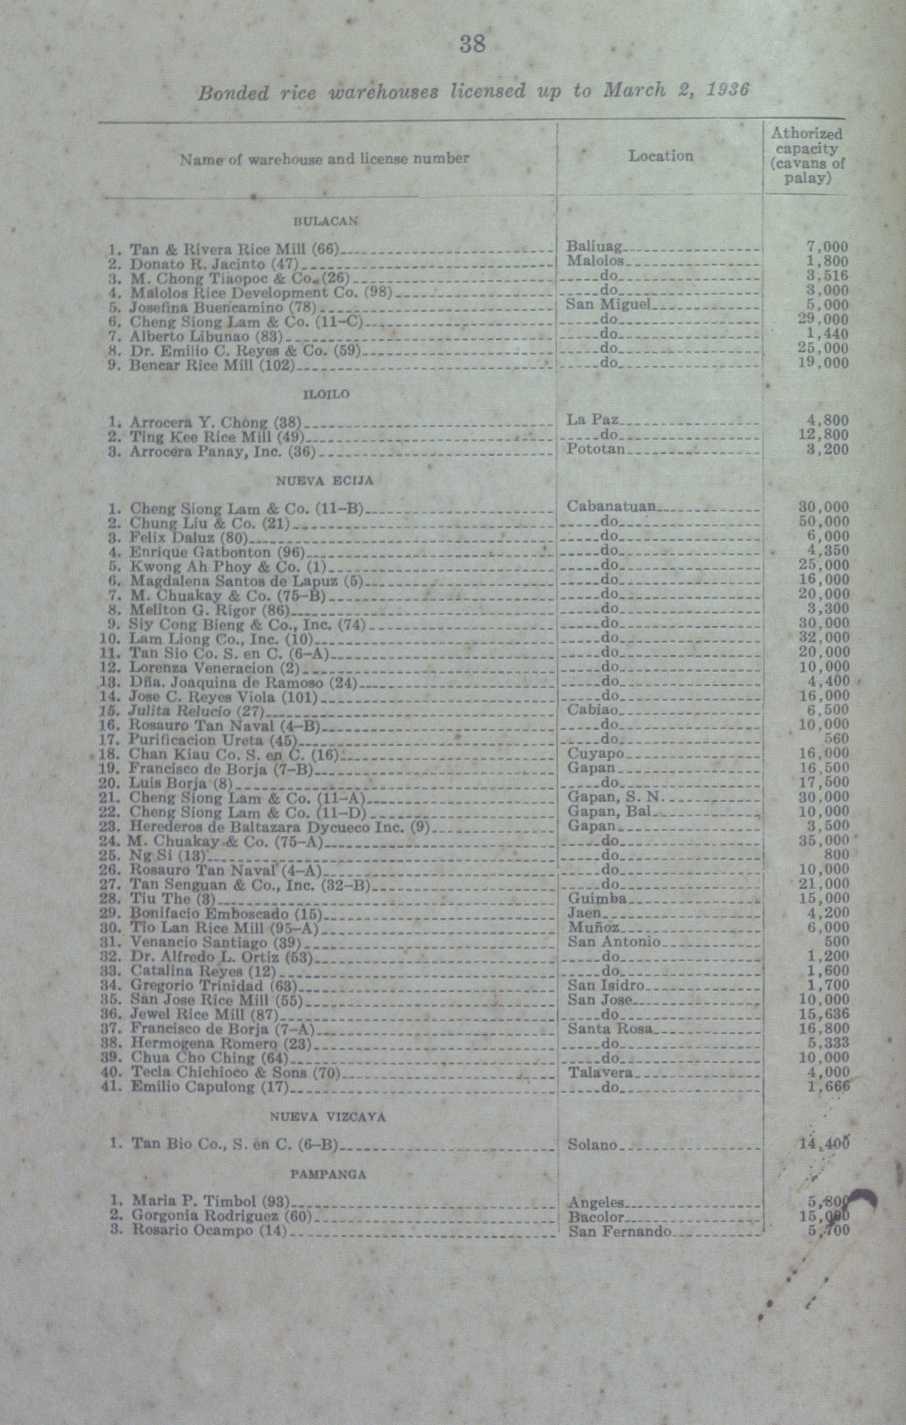 38
Bonded rice warehouses licensed up to March 2, 1936
Name of warehouse and license number | Location | Athorized capacity (cavans of palay)
BULACAN
1. Tan & Rivera Rice Mill (66) Baliuag 7,000
2. Donato R. Jacinto (47) Malolos 1,800
3. M. Chong Tiaopoc & Co. (26) do 3,516
4. Malolos Rice Development Co. (98) do 3,000
5. Josefina Buencamino (78) San Miguel 5,000
6. Cheng Siong Lam & Co. (11-C) do 29,000
7. Alberto Libunao (83) do 1,440
8. Dr. Emilio C. Reyes & Co. (59) do 25,000
9. Bencar Rice Mill (102) do 19,000
ILOILO
1. Arrocera Y. Chong (38) La Paz 4,800
2. Ting Kee Rice Mill (49) do 12,800
3. Arrocera Panay, Inc. (36) Pototan 3,200
NUEVA ECIJA
1. Cheng Siong Lam & Co. (11-B) Cabanatuan 30,000
2. Chung Liu & Co. (21) do 50,000
3. Felix Daluz (80) do 6,000
4. Enrique Gatbonton (96) do 4,350
5. Kwong Ah Phoy & Co. (1) do 25,000
6. Magdalena Santos de Lapuz (5) do 16,000
7. M. Chuakay & Co. (75-B) do 20,000
8. Meliton G. Rigor (86) do 3,300
9. Siy Cong Bieng & Co., Inc. (74) do 30,000
10. Lam Liong Co., Inc. (10) do 32,000
11. Tan Sio Co. S. en C. (6-A) do 20,000
12. Lorenza Veneracion (2) do 10,000
13. Dña. Joaquina de Ramoso (24) do 4,400
14. Jose C. Reyes Viola (101) do 16,000
15. Julita Relucio (27) Cabiao 6,500
16. Rosauro Tan Naval (4-B) do 10,000
17. Purificacion Ureta (45) do 560
18. Chan Kiau Co. S. en C. (16) Cuyapo 16,000
19. Francisco de Borja (7-B) Gapan 16,500
20. Luis Borja (8) do 17,500
21. Cheng Siong Lam & Co. (11-A) Gapan, S. N. 30,000
22. Cheng Siong Lam & Co. (11-D) Gapan, Bal 10,000
23. Herederos de Baltazara Dycueco Inc. (9) Gapan 3,500
24. M. Chuakay & Co. (75-A) do 35,000
25. Ng Si (13) do 800
26. Rosauro Tan Naval (4-A) do 10,000
27. Tan Senguan & Co., Inc. (32-B) do 21,000
28. Tiu The (3) Guimba 15,000
29. Bonifacio Emboscado (15) Jaen 4,200
30. Tio Lan Rice Mill (95-A) Muñoz 6,000
31. Venancio Santiago (39) San Antonio 500
32. Dr. Alfredo L. Ortiz (53) do 1,200
33. Catalina Reyes (12) do 1,600
34. Gregorio Trinidad (63) San Isidro 1,700
35. San Jose Rice Mill (55) San Jose 10,000
36. Jewel Rice Mill (87) do 15,636
37. Francisco de Borja (7-A) Santa Rosa 16,800
38. Hermogena Romero (23) do 5,333
39. Chua Cho Ching (64) do 10,000
40. Tecla Chichioco & Sons (70) Talavera 4,000
41. Emilio Capulong (17) do 1,666
NUEVA VIZCAYA
1. Tan Bio Co., S. en C. (6-B) Solano 14,400
PAMPANGA
1. Maria P. Timbol (93) Angeles 5,800
2. Gorgonia Rodriguez (60) Bacolor 15,000
3. Rosario Ocampo (14) San Fernando 5,700